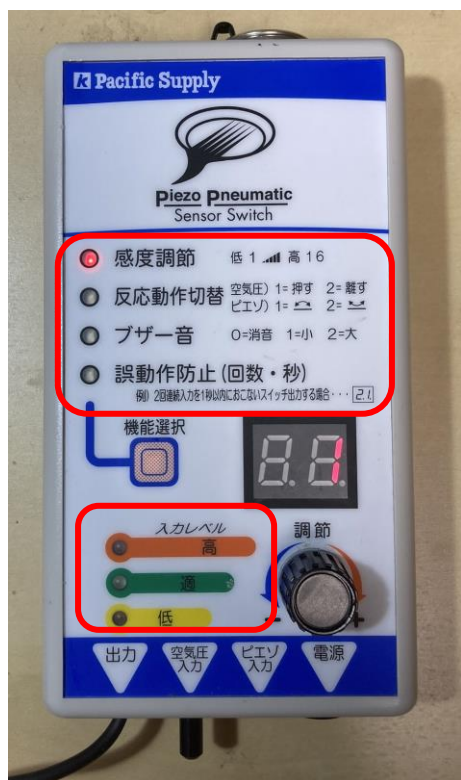 Pacific Supply
Piezo Pneumatic
Sensor Switch
感度調節 低 1 高 16
反応動作切替 空気圧) 1=押す 2=離す
ピエゾ) 1= 2=
ブザー音 0=消音 1=小 2=大
誤動作防止(回数・秒)
例) 2回連続入力を1秒以内におこないスイッチ出力する場合・・・2.1.
機能選択
8.8.
入力レベル
高
適
低
調節
- +
出力 空気圧入力 ピエゾ入力 電源